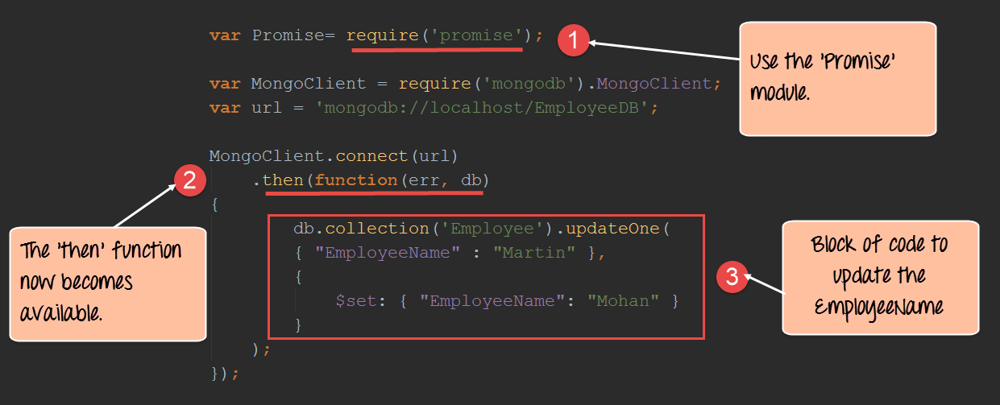 var Promise= require('promise');
1
Use the 'Promise'
module.
var MongoClient = require('mongodb').MongoClient;
var url = 'mongodb://localhost/EmployeeDB';
MongoClient.connect(url)
2
.then(function(err, db)
{
The 'then' function
now becomes
available.
db.collection('Employee').updateOne(
{ "EmployeeName" : "Martin" },
{
$set: { "EmployeeName": "Mohan" }
}
3
Block of code to
update the
EmployeeName
);
});